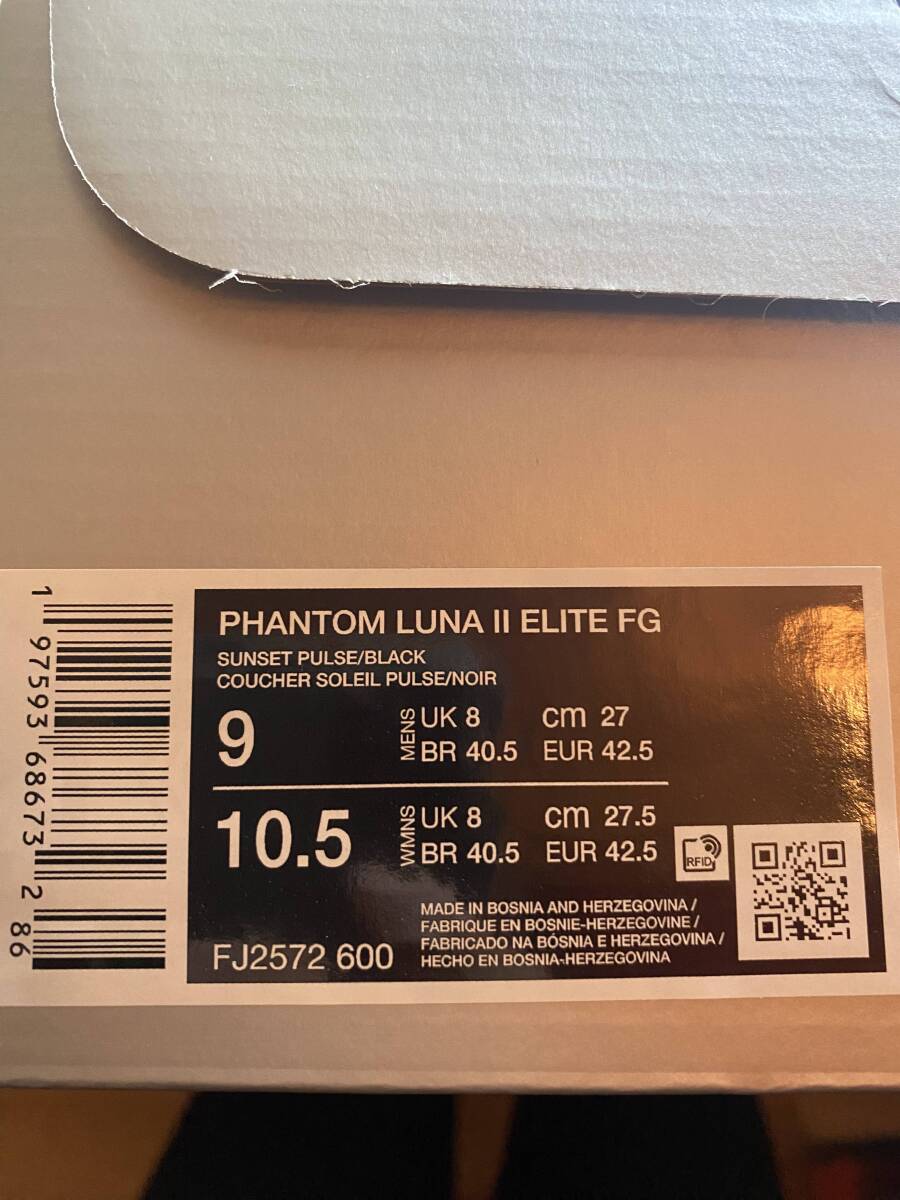 PHANTOM LUNA II ELITE FG
SUNSET PULSE/BLACK
COUCHER SOLEIL PULSE/NOIR
9
MENS
UK 8 cm 27
BR 40.5 EUR 42.5
10.5
WMNS
UK 8 cm 27.5
BR 40.5 EUR 42.5
RFID
MADE IN BOSNIA AND HERZEGOVINA /
FABRIQUE EN BOSNIE-HERZEGOVINE /
FABRICADO NA BÓSNIA E HERZEGOVINA /
HECHO EN BOSNIA-HERZEGOVINA
FJ2572 600
1 97593 68673 2 86